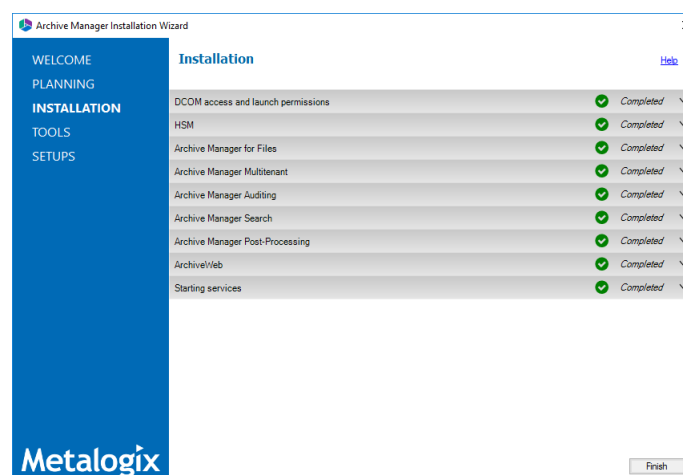 Archive Manager Installation Wizard
WELCOME
PLANNING
INSTALLATION
TOOLS
SETUPS
Metalogix
Installation
Help
DCOM access and launch permissions Completed
HSM Completed
Archive Manager for Files Completed
Archive Manager Multitenant Completed
Archive Manager Auditing Completed
Archive Manager Search Completed
Archive Manager Post-Processing Completed
ArchiveWeb Completed
Starting services Completed
Finish